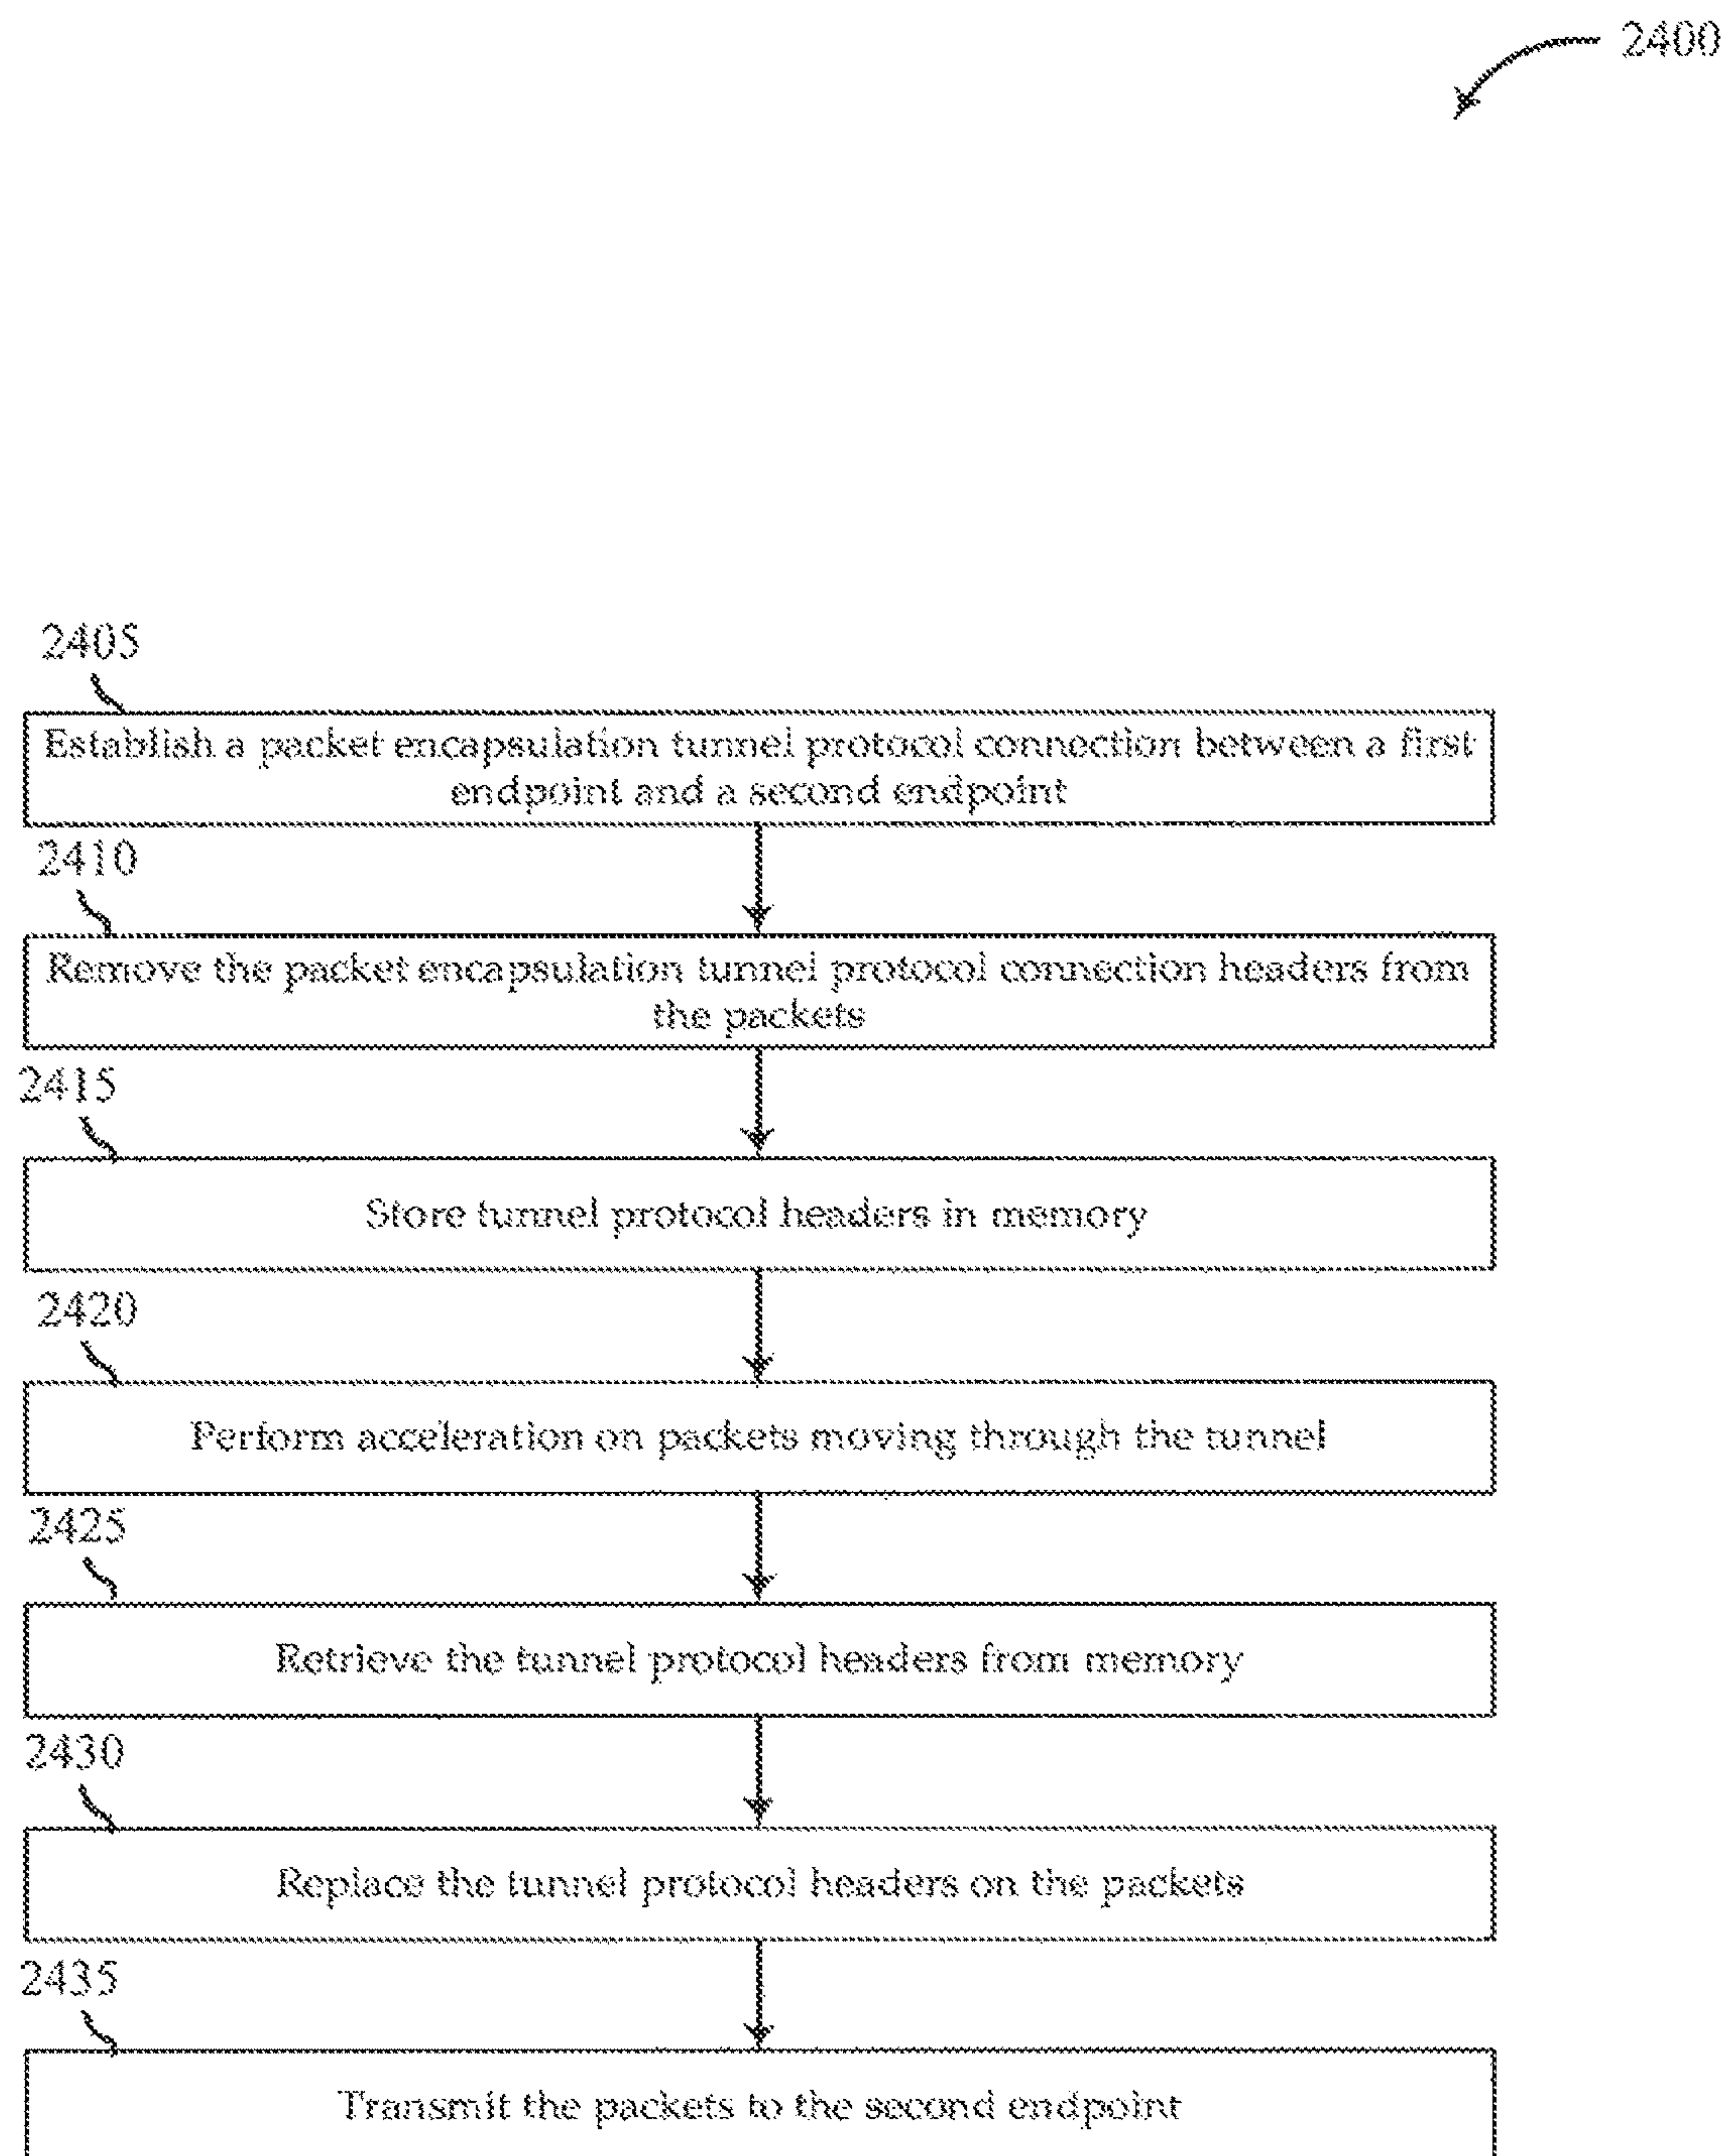 2400
2405
Establish a packet encapsulation tunnel protocol connection between a first
endpoint and a second endpoint
2410
Remove the packet encapsulation tunnel protocol connection headers from
the packets
2415
Store tunnel protocol headers in memory
2420
Perform acceleration on packets moving through the tunnel
2425
Retrieve the tunnel protocol headers from memory
2430
Replace the tunnel protocol headers on the packets
2435
Transmit the packets to the second endpoint